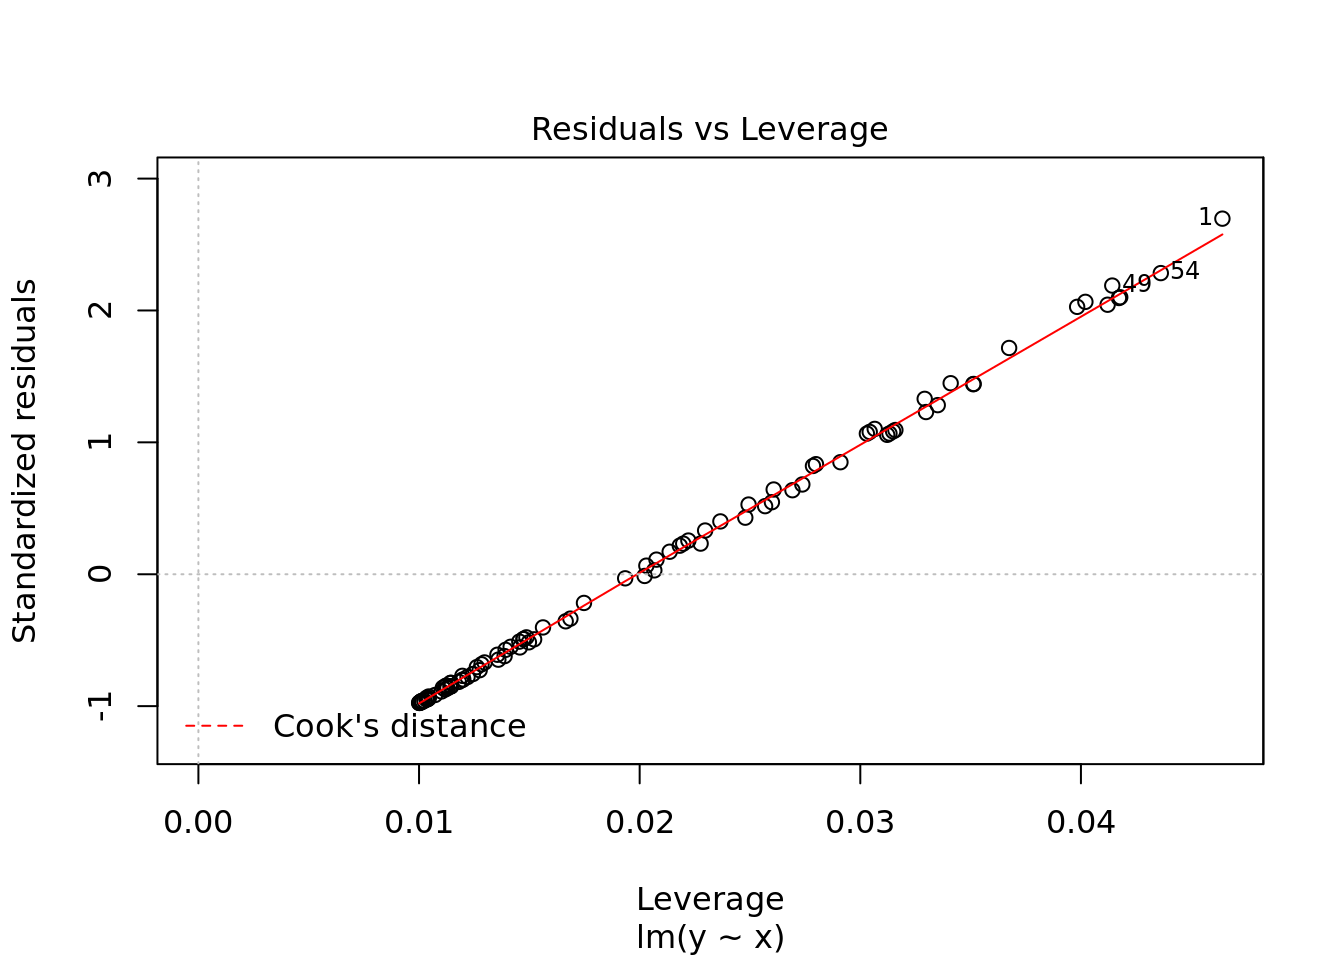 Residuals vs Leverage
Standardized residuals
3
2
1
0
-1
1
49
54
Cook's distance
0.00 0.01 0.02 0.03 0.04
Leverage
lm(y ~ x)